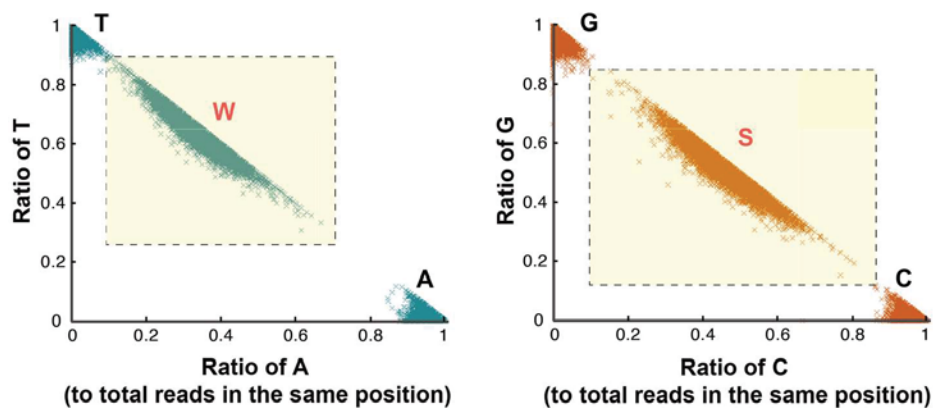 T
W
A
Ratio of T
1
0.8
0.6
0.4
0.2
0
0
0.2
0.4
0.6
0.8
1
Ratio of A
(to total reads in the same position)
G
S
C
Ratio of G
1
0.8
0.6
0.4
0.2
0
0
0.2
0.4
0.6
0.8
1
Ratio of C
(to total reads in the same position)